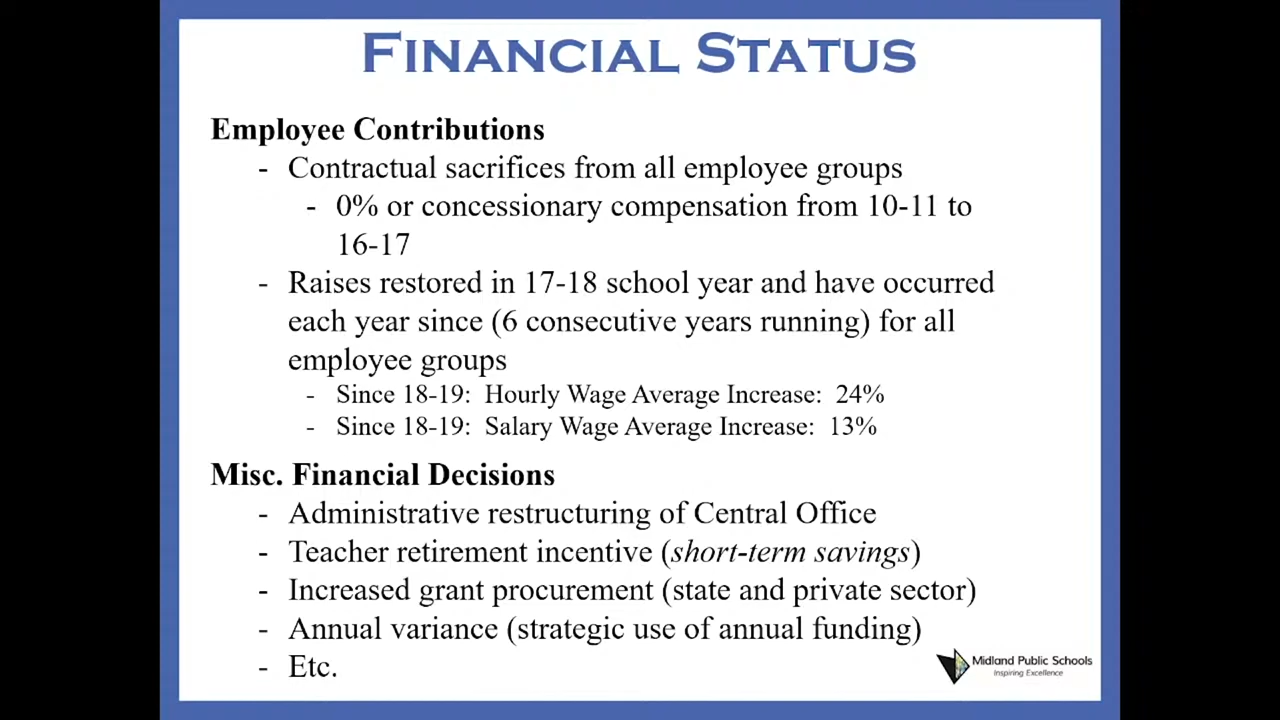 FINANCIAL STATUS
Employee Contributions
- Contractual sacrifices from all employee groups
- 0% or concessionary compensation from 10-11 to
16-17
- Raises restored in 17-18 school year and have occurred
each year since (6 consecutive years running) for all
employee groups
- Since 18-19: Hourly Wage Average Increase: 24%
- Since 18-19: Salary Wage Average Increase: 13%
Misc. Financial Decisions
- Administrative restructuring of Central Office
- Teacher retirement incentive (short-term savings)
- Increased grant procurement (state and private sector)
- Annual variance (strategic use of annual funding)
- Etc.
Midland Public Schools
Inspiring Excellence